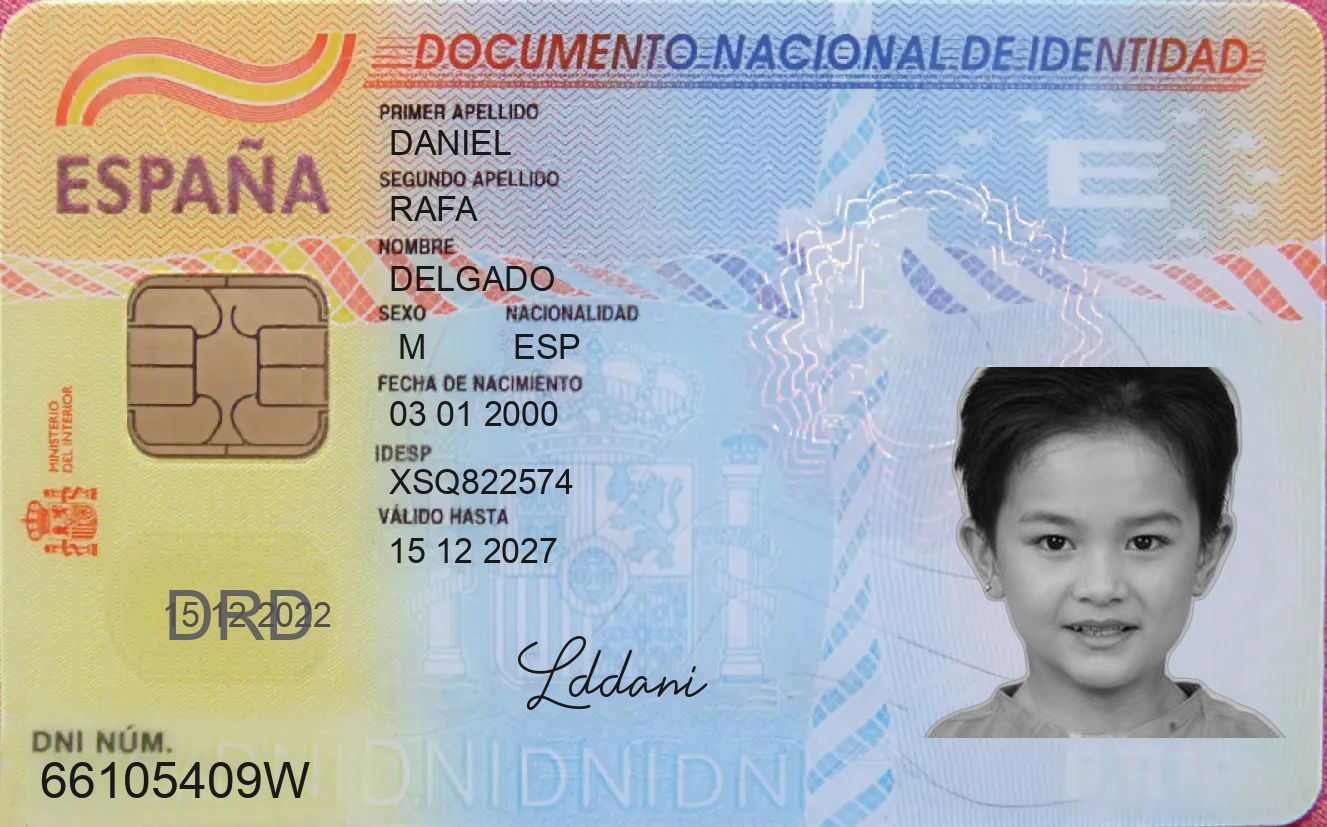 DOCUMENTO NACIONAL DE IDENTIDAD
ESPAÑA
PRIMER APELLIDO
DANIEL
SEGUNDO APELLIDO
RAFA
NOMBRE
DELGADO
SEXO NACIONALIDAD
M ESP
FECHA DE NACIMIENTO
03 01 2000
IDESP
XSQ822574
VÁLIDO HASTA
15 12 2027
MINISTERIO
DEL INTERIOR
15 12 2022
DRD
Lddani
DNI NÚM.
66105409W
DNIDNIDNIDNI
E